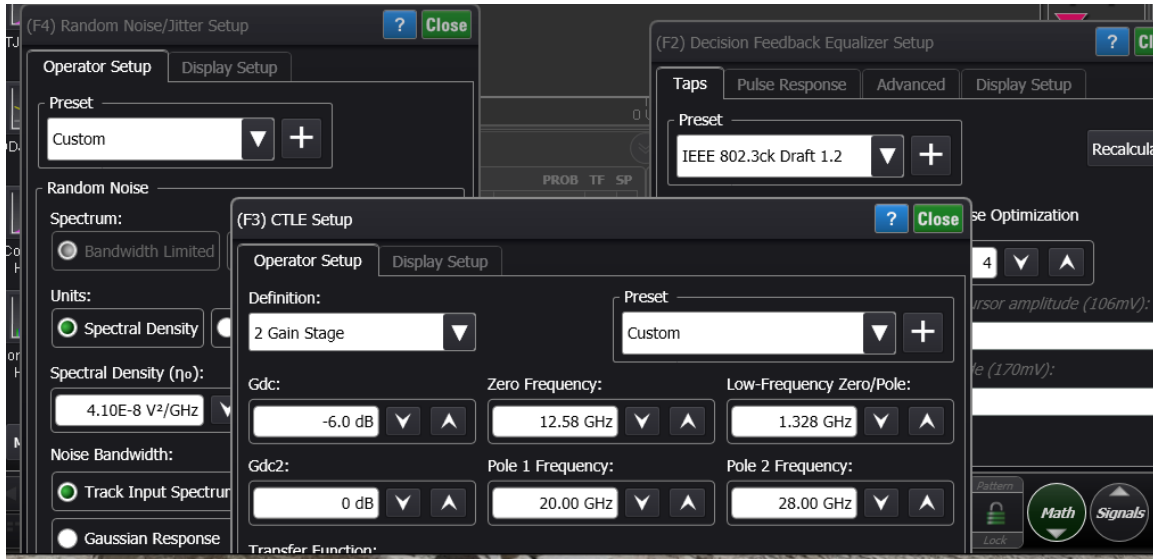 (F4) Random Noise/Jitter Setup
?
Close
Operator Setup
Display Setup
Preset
Custom
Random Noise
Spectrum:
Bandwidth Limited
Units:
Spectral Density
Spectral Density (η₀):
4.10E-8 V²/GHz
Noise Bandwidth:
Track Input Spectrum
Gaussian Response
PROB TF SP
(F2) Decision Feedback Equalizer Setup
?
Taps
Pulse Response
Advanced
Display Setup
Preset
IEEE 802.3ck Draft 1.2
Optimization
4
amplitude (106mV):
(170mV):
(F3) CTLE Setup
?
Close
Operator Setup
Display Setup
Definition:
2 Gain Stage
Preset
Custom
Gdc:
-6.0 dB
Zero Frequency:
12.58 GHz
Low-Frequency Zero/Pole:
1.328 GHz
Gdc2:
0 dB
Pole 1 Frequency:
20.00 GHz
Pole 2 Frequency:
28.00 GHz
Transfer Function:
Pattern
Lock
Math
Signals